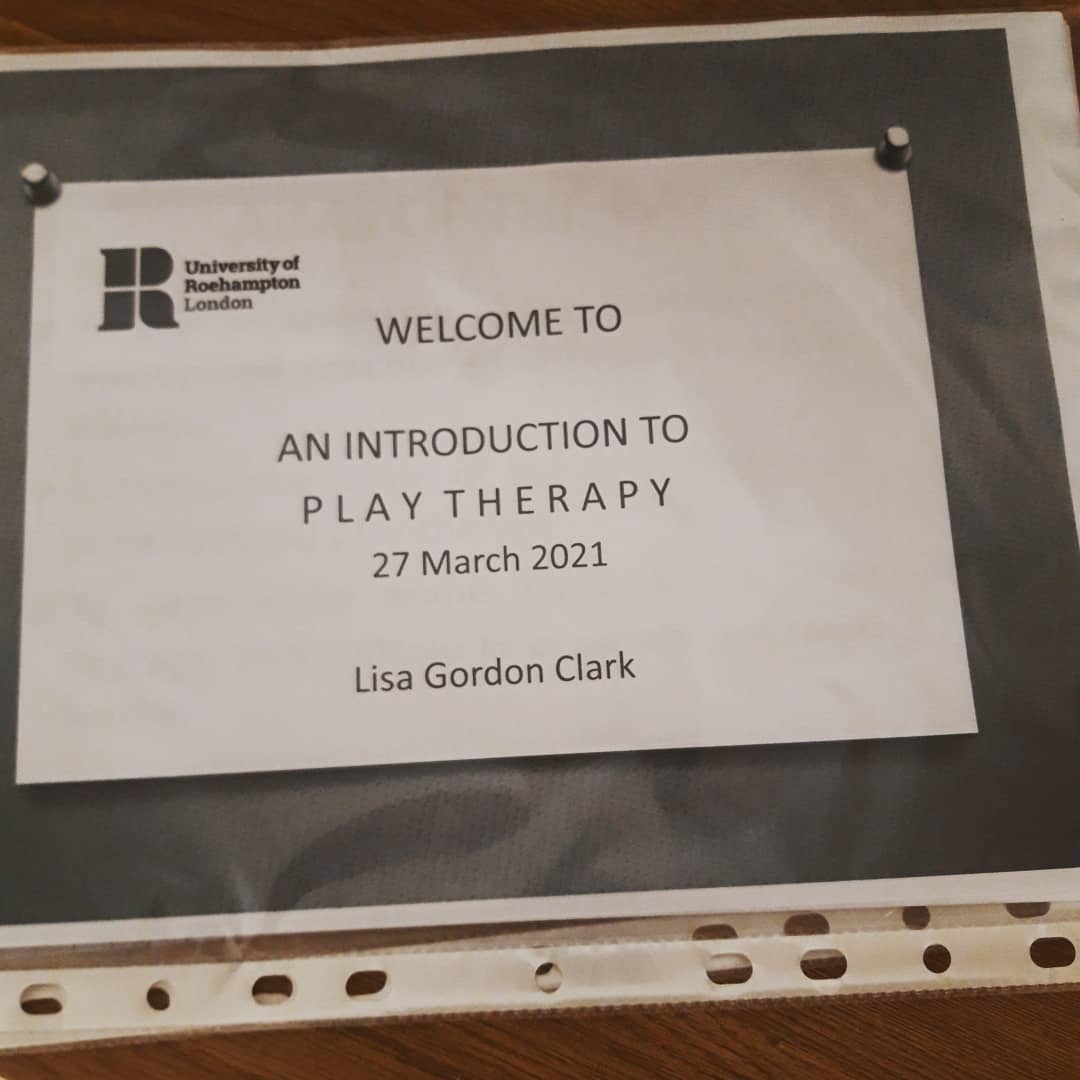 University of
Roehampton
London
WELCOME TO
AN INTRODUCTION TO
PLAY THERAPY
27 March 2021
Lisa Gordon Clark